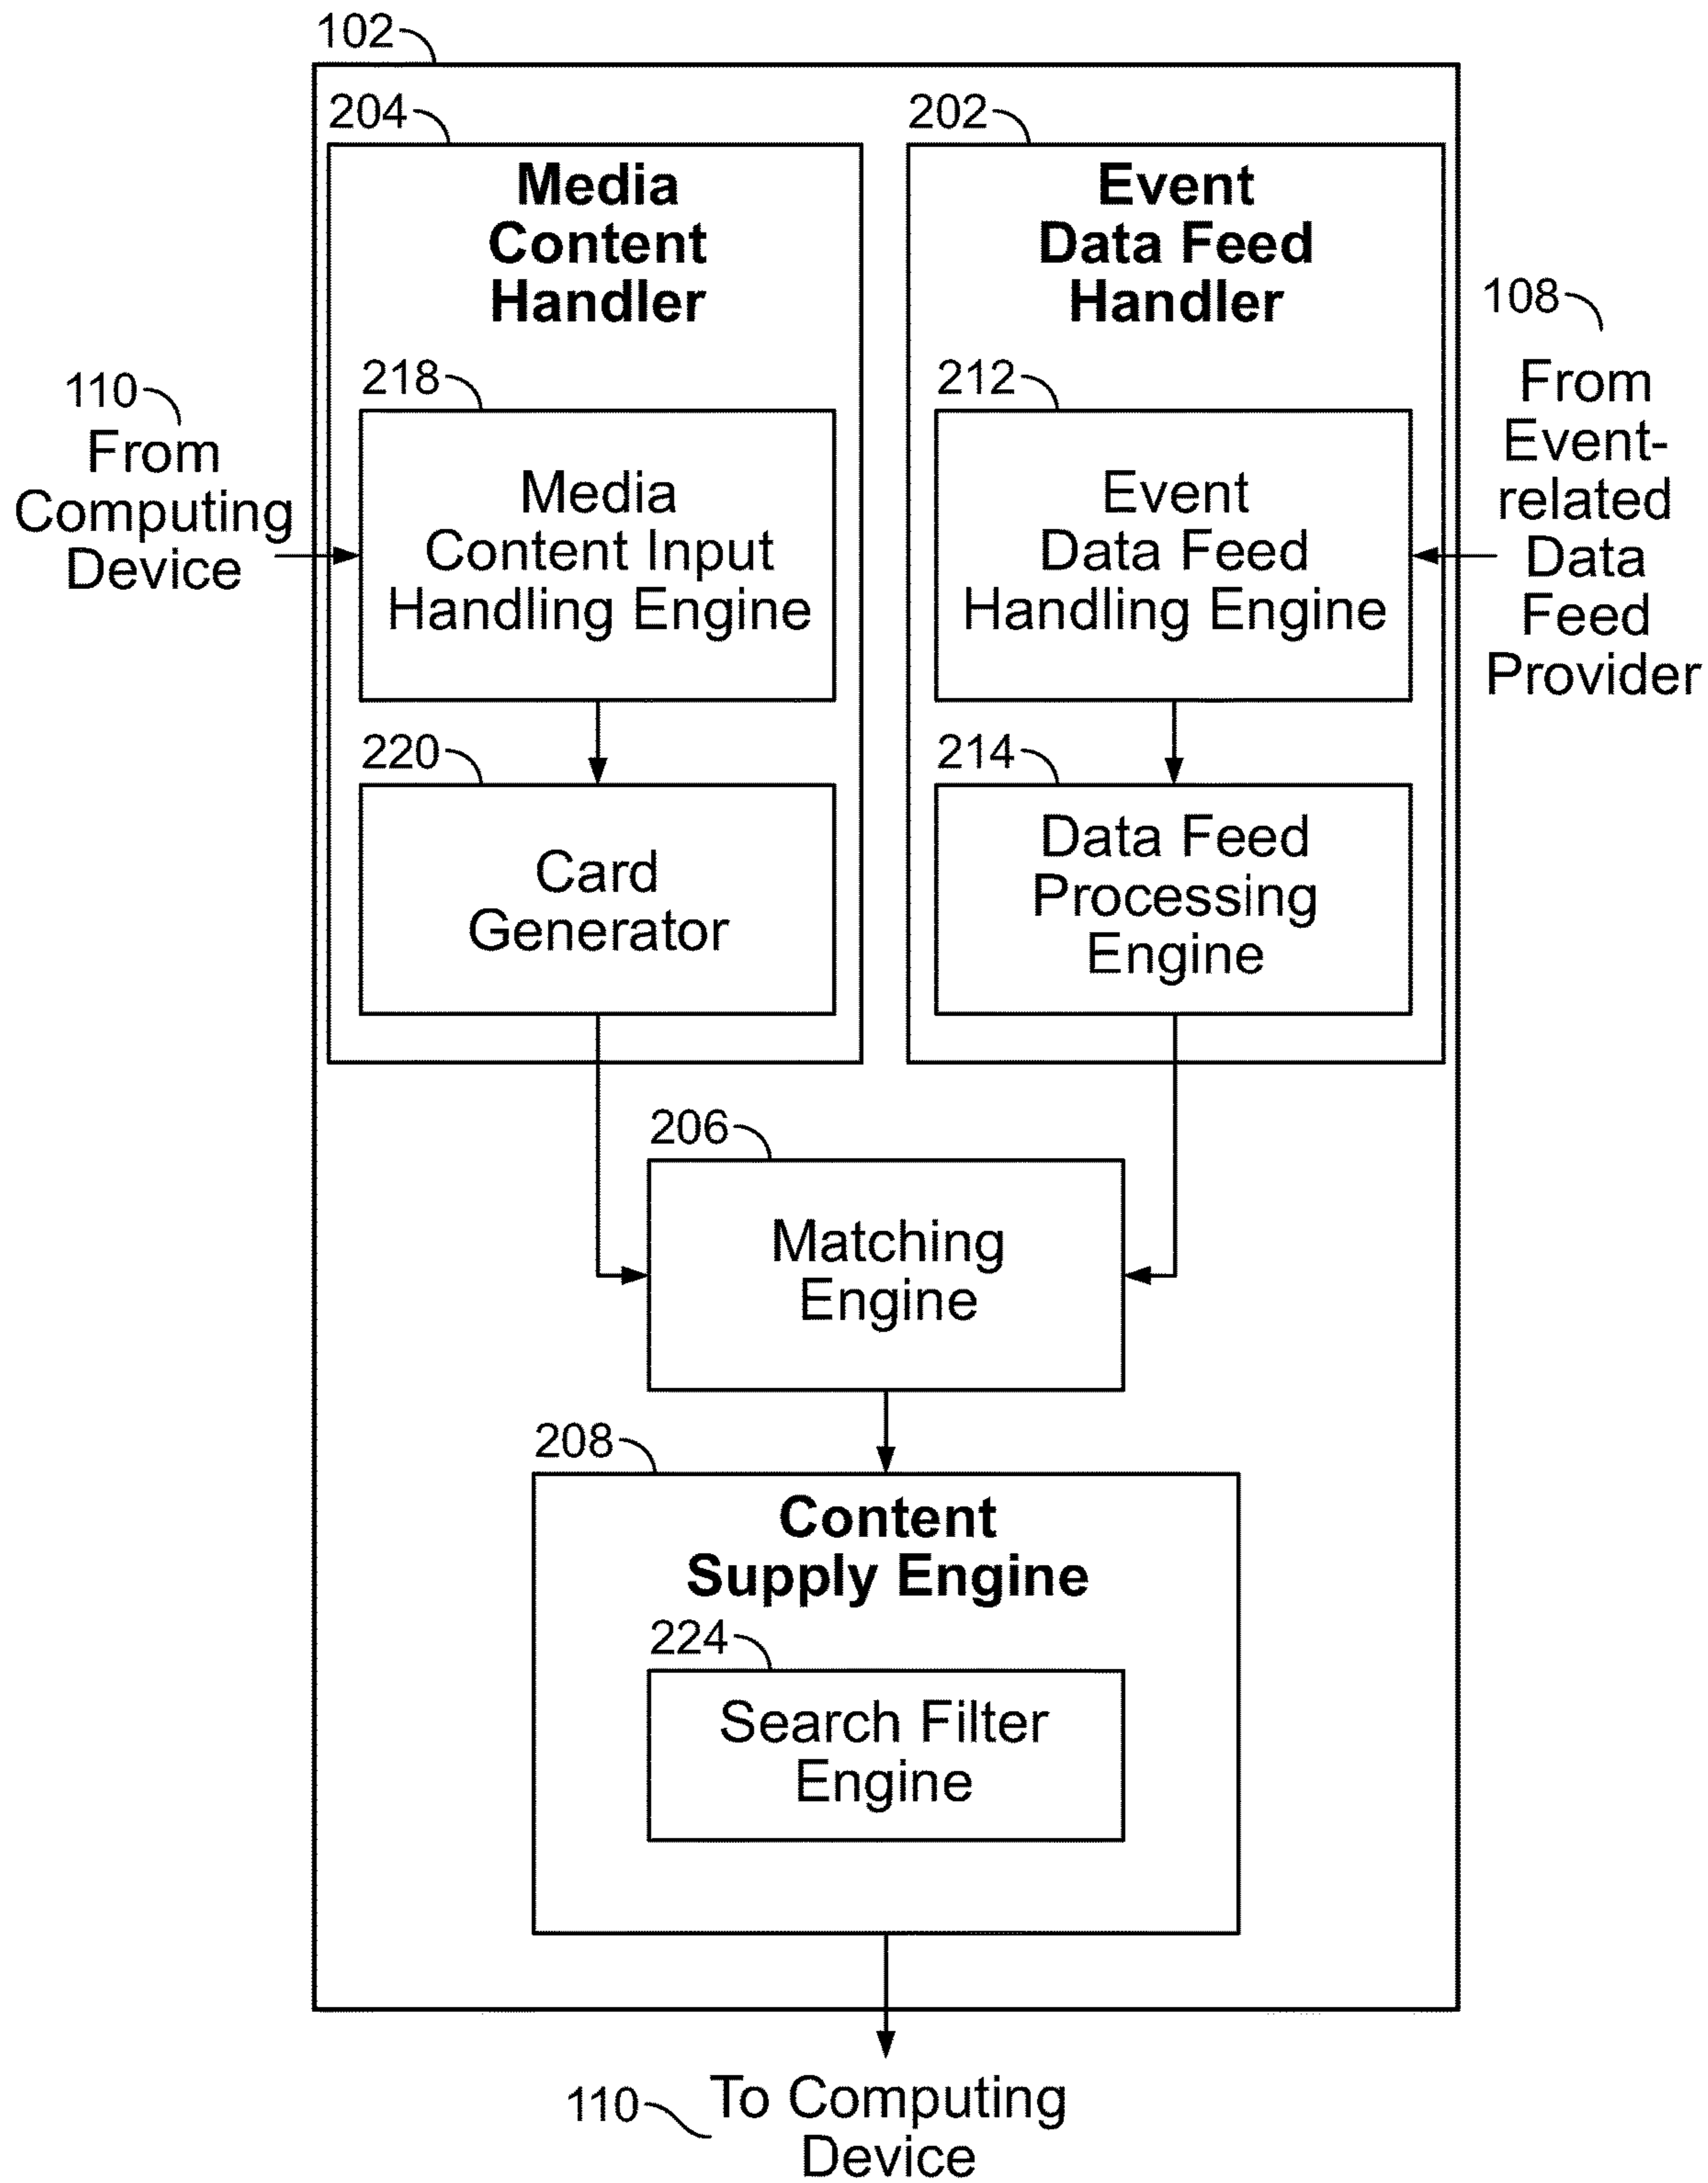 102
204
Media
Content
Handler
202
Event
Data Feed
Handler
110
From
Computing
Device
218
Media
Content Input
Handling Engine
212
Event
Data Feed
Handling Engine
108
From
Event-
related
Data
Feed
Provider
220
Card
Generator
214
Data Feed
Processing
Engine
206
Matching
Engine
208
Content
Supply Engine
224
Search Filter
Engine
110
To Computing
Device